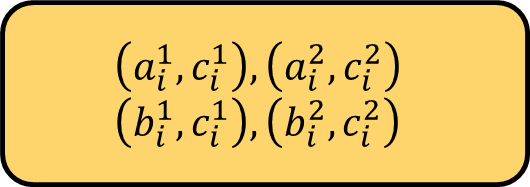 (a_i^1, c_i^1), (a_i^2, c_i^2)
(b_i^1, c_i^1), (b_i^2, c_i^2)